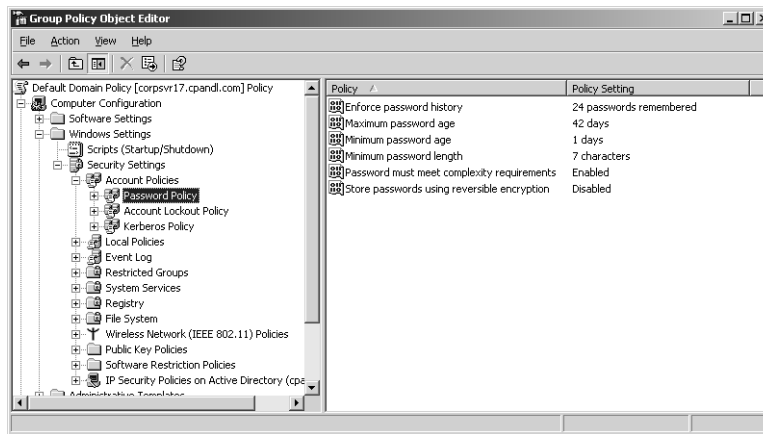 Group Policy Object Editor
File Action View Help
Default Domain Policy [corpsvr17.cpandl.com] Policy
Computer Configuration
Software Settings
Windows Settings
Scripts (Startup/Shutdown)
Security Settings
Account Policies
Password Policy
Account Lockout Policy
Kerberos Policy
Local Policies
Event Log
Restricted Groups
System Services
Registry
File System
Wireless Network (IEEE 802.11) Policies
Public Key Policies
Software Restriction Policies
IP Security Policies on Active Directory (cpa
Administrative Templates
Policy Policy Setting
Enforce password history 24 passwords remembered
Maximum password age 42 days
Minimum password age 1 days
Minimum password length 7 characters
Password must meet complexity requirements Enabled
Store passwords using reversible encryption Disabled